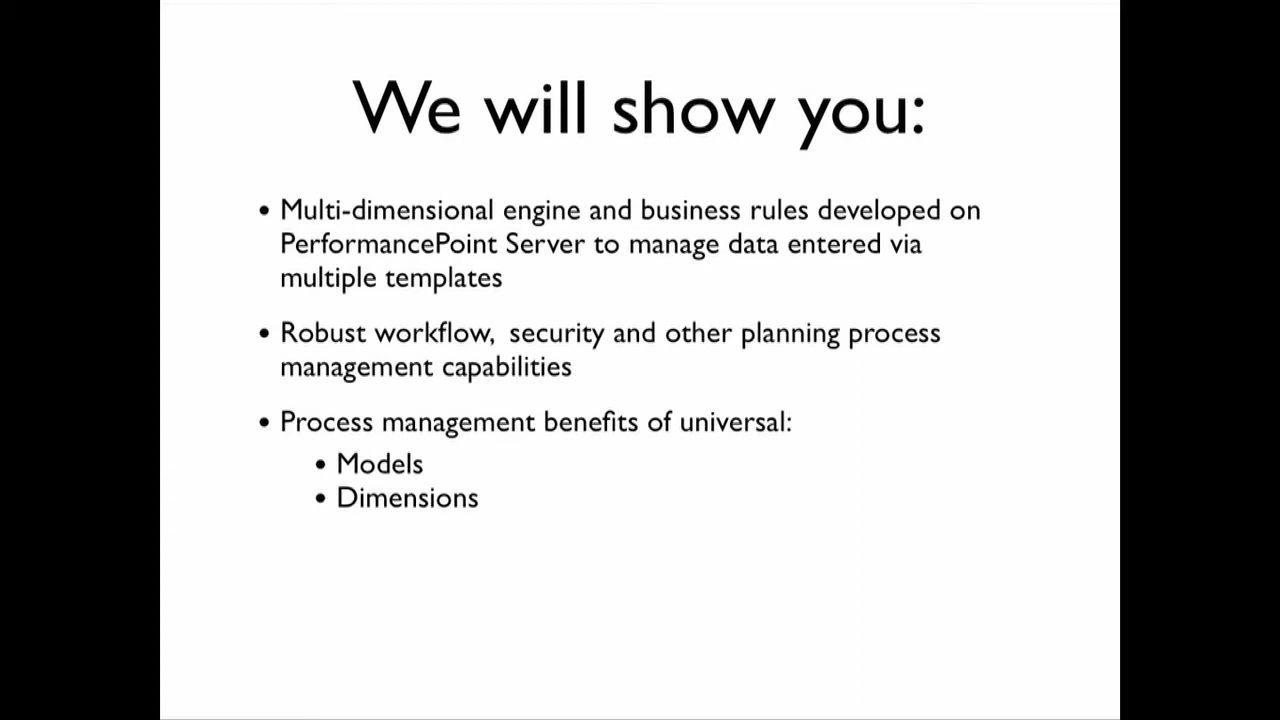 We will show you:
• Multi-dimensional engine and business rules developed on
PerformancePoint Server to manage data entered via
multiple templates
• Robust workflow,  security and other planning process
management capabilities
• Process management benefits of universal:
• Models
• Dimensions